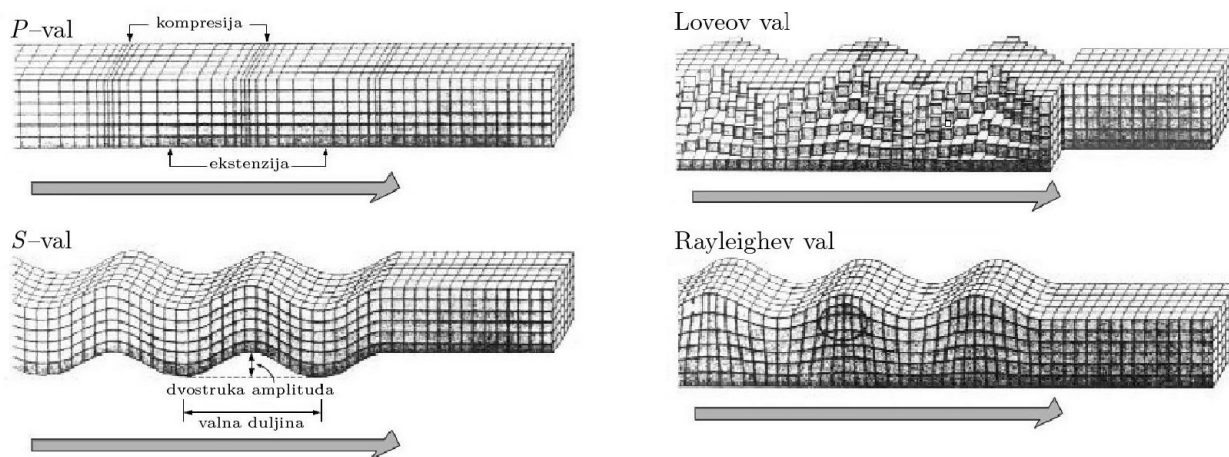 P–val
kompresija
ekstenzija
S–val
dvostruka amplituda
valna duljina
Loveov val
Rayleighev val